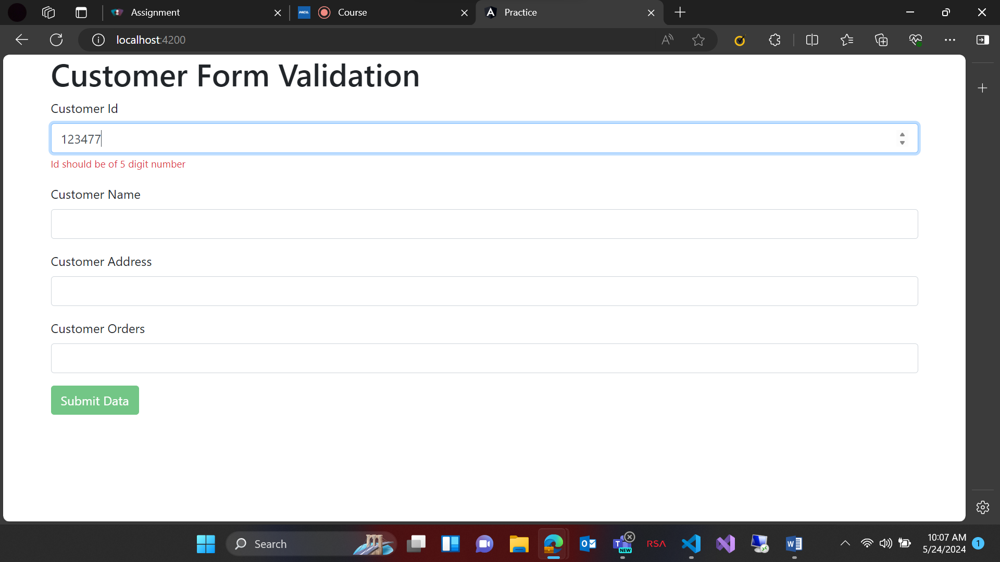 Assignment
HCL Course
Practice
localhost:4200
Customer Form Validation
Customer Id
123477
Id should be of 5 digit number
Customer Name
Customer Address
Customer Orders
Submit Data
Search
NEW
RSA
10:07 AM
5/24/2024
1